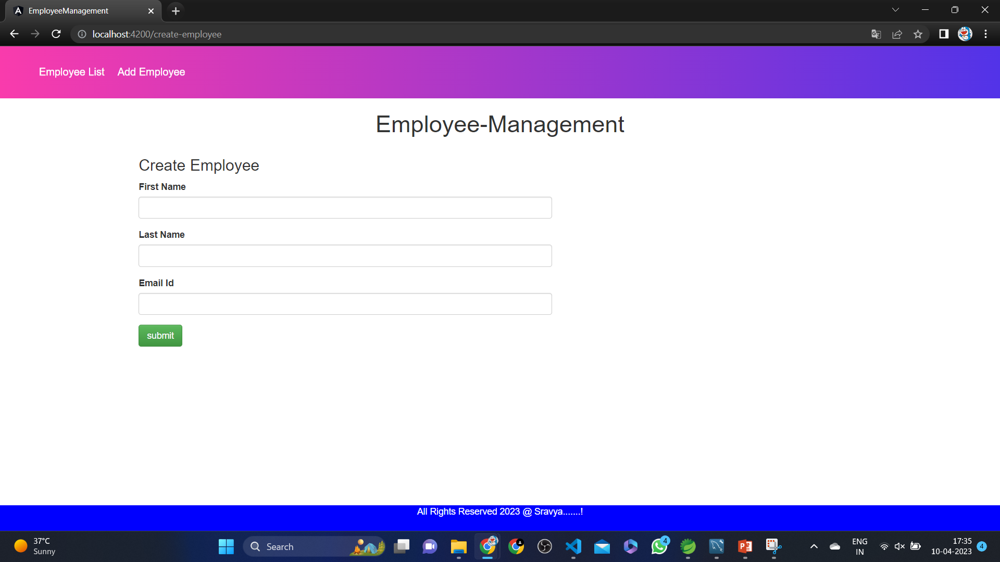 EmployeeManagement
localhost:4200/create-employee
Employee List Add Employee
Employee-Management
Create Employee
First Name
Last Name
Email Id
submit
All Rights Reserved 2023 @ Sravya.......!
37°C
Sunny
Search
4
ENG
IN
17:35
10-04-2023
4